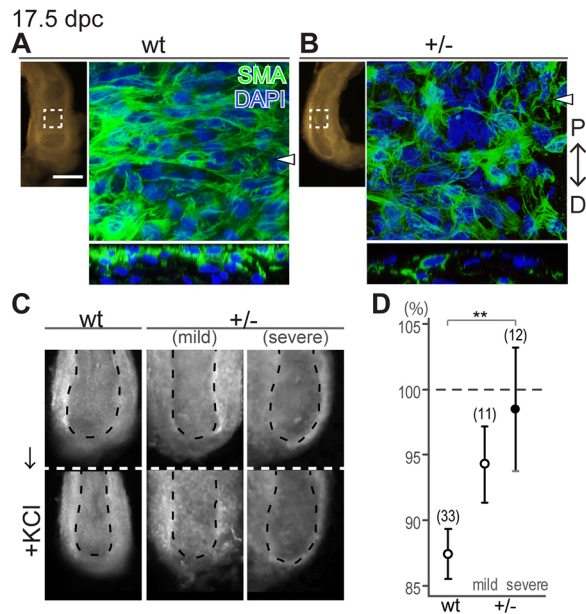 17.5 dpc
A
wt
B
+/-
SMA
DAPI
P
D
C
wt
+/-
(mild)
(severe)
+KCl
D
(%)
105
100
95
90
85
**
(33)
(11)
(12)
mild severe
wt
+/-